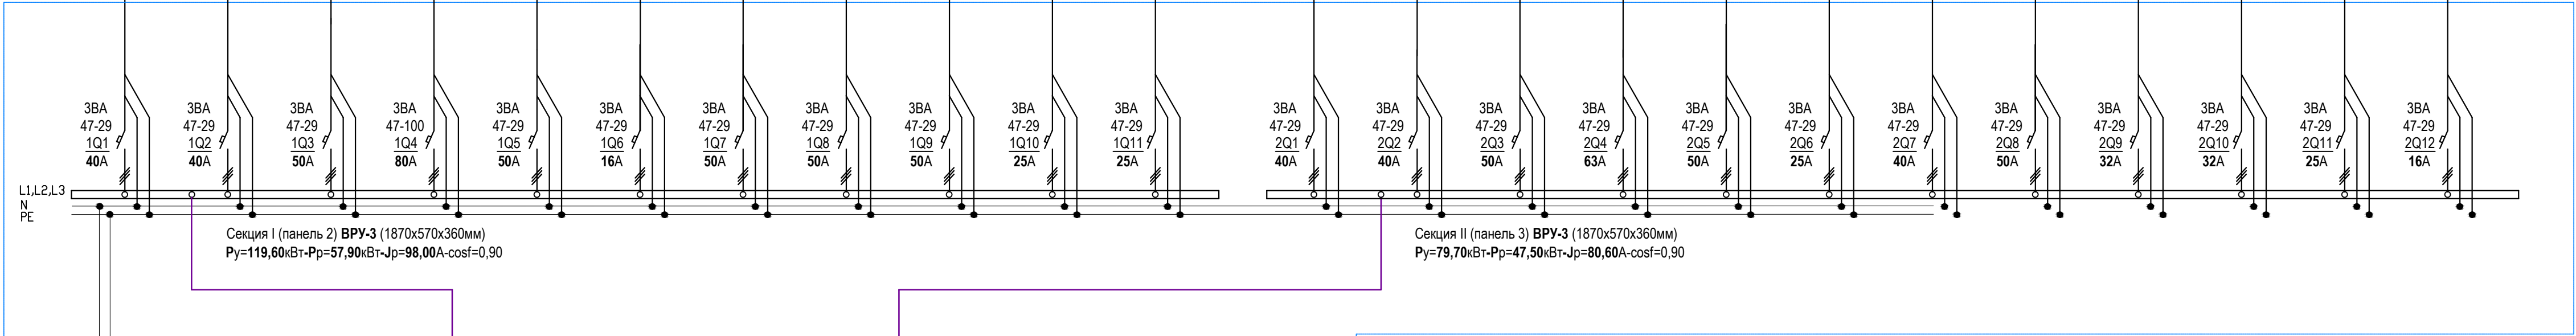 3ВА
47-29
1Q1
40А
3ВА
47-29
1Q2
40А
3ВА
47-29
1Q3
50А
3ВА
47-100
1Q4
80А
3ВА
47-29
1Q5
50А
3ВА
47-29
1Q6
16А
3ВА
47-29
1Q7
50А
3ВА
47-29
1Q8
50А
3ВА
47-29
1Q9
50А
3ВА
47-29
1Q10
25А
3ВА
47-29
1Q11
25А
3ВА
47-29
2Q1
40А
3ВА
47-29
2Q2
40А
3ВА
47-29
2Q3
50А
3ВА
47-29
2Q4
63А
3ВА
47-29
2Q5
50А
3ВА
47-29
2Q6
25А
3ВА
47-29
2Q7
40А
3ВА
47-29
2Q8
50А
3ВА
47-29
2Q9
32А
3ВА
47-29
2Q10
32А
3ВА
47-29
2Q11
25А
3ВА
47-29
2Q12
16А
L1,L2,L3
N
PE
Секция I (панель 2) ВРУ-3 (1870х570х360мм)
Ру=119,60кВт-Рр=57,90кВт-Jр=98,00А-cosf=0,90
Секция II (панель 3) ВРУ-3 (1870х570х360мм)
Ру=79,70кВт-Рр=47,50кВт-Jр=80,60А-cosf=0,90